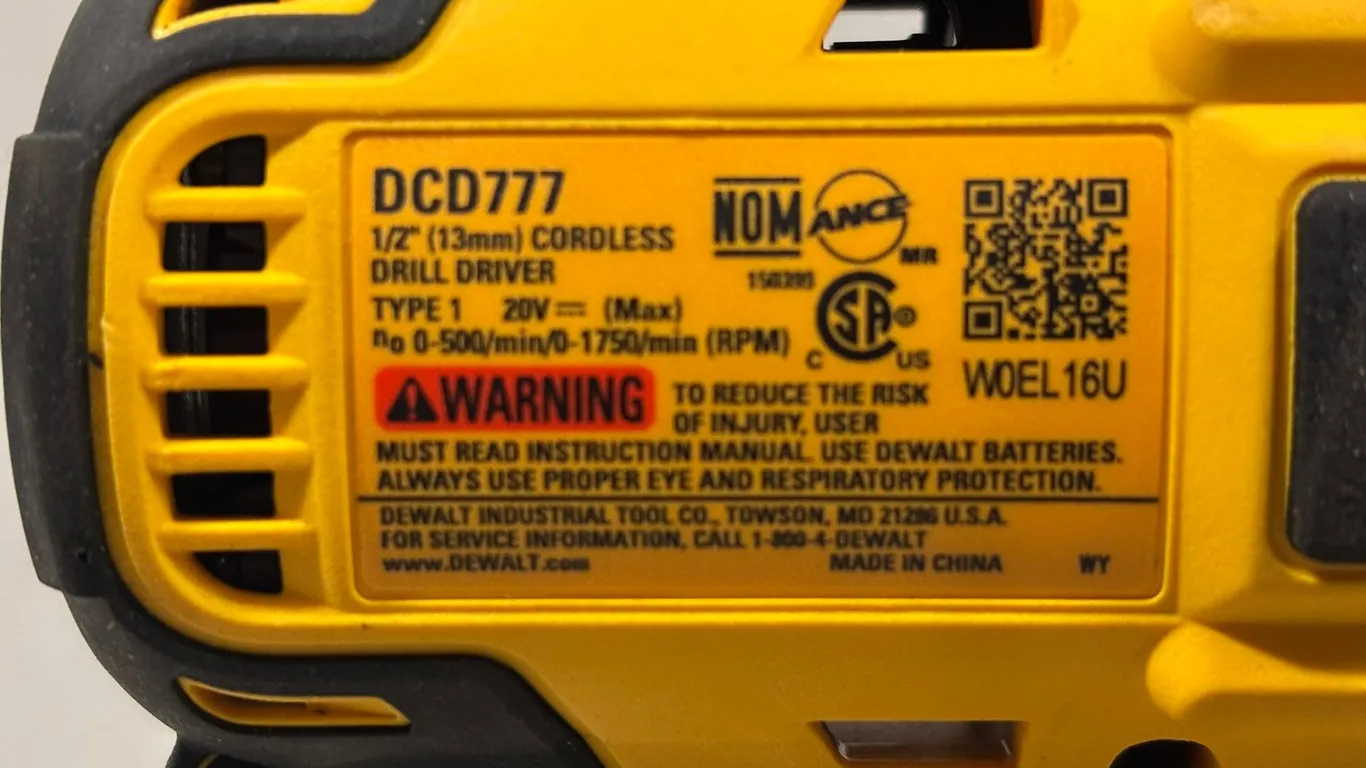 DCD777
1/2" (13mm) CORDLESS
DRILL DRIVER
TYPE 1 20V (Max)
no 0-500/min/0-1750/min (RPM)
NOM ANCE MR
CSA ®
C US
W0EL16U
WARNING TO REDUCE THE RISK
OF INJURY, USER
MUST READ INSTRUCTION MANUAL. USE DEWALT BATTERIES.
ALWAYS USE PROPER EYE AND RESPIRATORY PROTECTION.
DEWALT INDUSTRIAL TOOL CO., TOWSON, MD 21286 U.S.A.
FOR SERVICE INFORMATION, CALL 1-800-4-DEWALT
www.DEWALT.com MADE IN CHINA WY